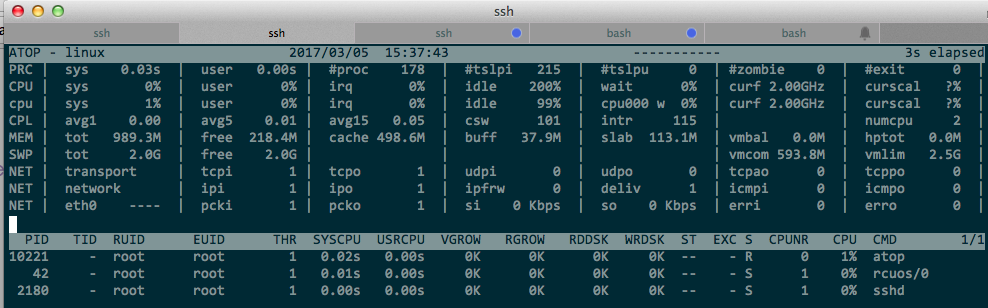 ssh
ssh ssh ssh bash bash
ATOP - linux 2017/03/05 15:37:43 ----------- 3s elapsed
PRC | sys 0.03s | user 0.00s | #proc 178 | #tslpi 215 | #tslpu 0 | #zombie 0 | #exit 0 |
CPU | sys 0% | user 0% | irq 0% | idle 200% | wait 0% | curf 2.00GHz | curscal ?% |
cpu | sys 1% | user 0% | irq 0% | idle 99% | cpu000 w 0% | curf 2.00GHz | curscal ?% |
CPL | avg1 0.00 | avg5 0.01 | avg15 0.05 | csw 101 | intr 115 | | numcpu 2 |
MEM | tot 989.3M | free 218.4M | cache 498.6M | buff 37.9M | slab 113.1M | vmbal 0.0M | hptot 0.0M |
SWP | tot 2.0G | free 2.0G | | | | vmcom 593.8M | vmlim 2.5G |
NET | transport | tcpi 1 | tcpo 1 | udpi 0 | udpo 0 | tcpao 0 | tcppo 0 |
NET | network | ipi 1 | ipo 1 | ipfrw 0 | deliv 1 | icmpi 0 | icmpo 0 |
NET | eth0 ---- | pcki 1 | pcko 1 | si 0 Kbps | so 0 Kbps | erri 0 | erro 0 |
PID TID RUID EUID THR SYSCPU USRCPU VGROW RGROW RDDSK WRDSK ST EXC S CPUNR CPU CMD 1/1
10221 - root root 1 0.02s 0.00s 0K 0K 0K 0K -- - R 0 1% atop
42 - root root 1 0.01s 0.00s 0K 0K 0K 0K -- - S 1 0% rcuos/0
2180 - root root 1 0.00s 0.00s 0K 0K 0K 0K -- - S 1 0% sshd